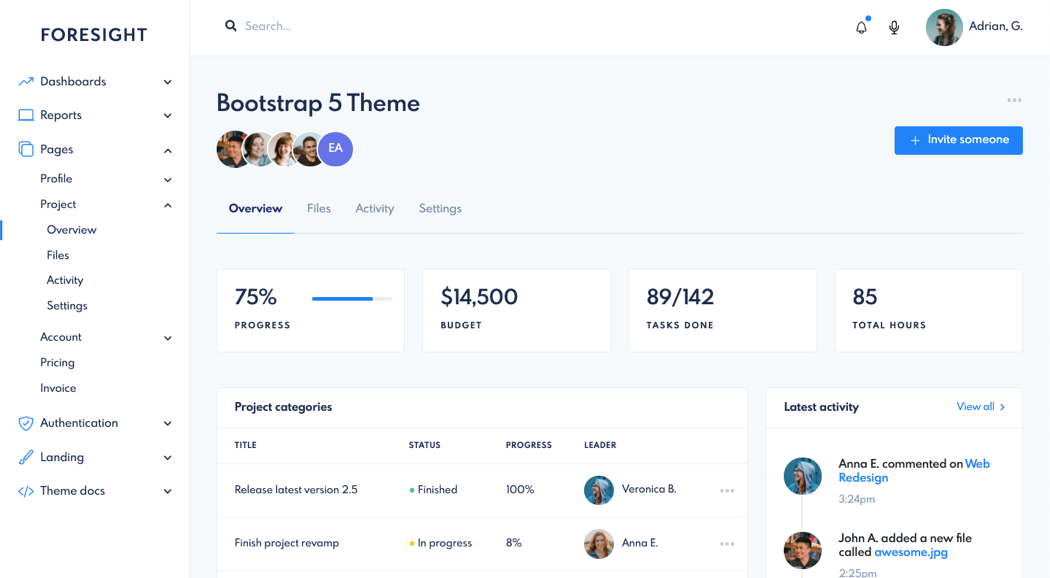 FORESIGHT
Search...
Adrian, G.
Dashboards
Reports
Pages
Profile
Project
Overview
Files
Activity
Settings
Account
Pricing
Invoice
Authentication
Landing
Theme docs
Bootstrap 5 Theme
EA
Invite someone
Overview Files Activity Settings
75%
PROGRESS
$14,500
BUDGET
89/142
TASKS DONE
85
TOTAL HOURS
Project categories
TITLE STATUS PROGRESS LEADER
Release latest version 2.5 Finished 100% Veronica B.
Finish project revamp In progress 8% Anna E.
Latest activity View all
Anna E. commented on Web
Redesign
3:24pm
John A. added a new file
called awesome.jpg
2:25pm